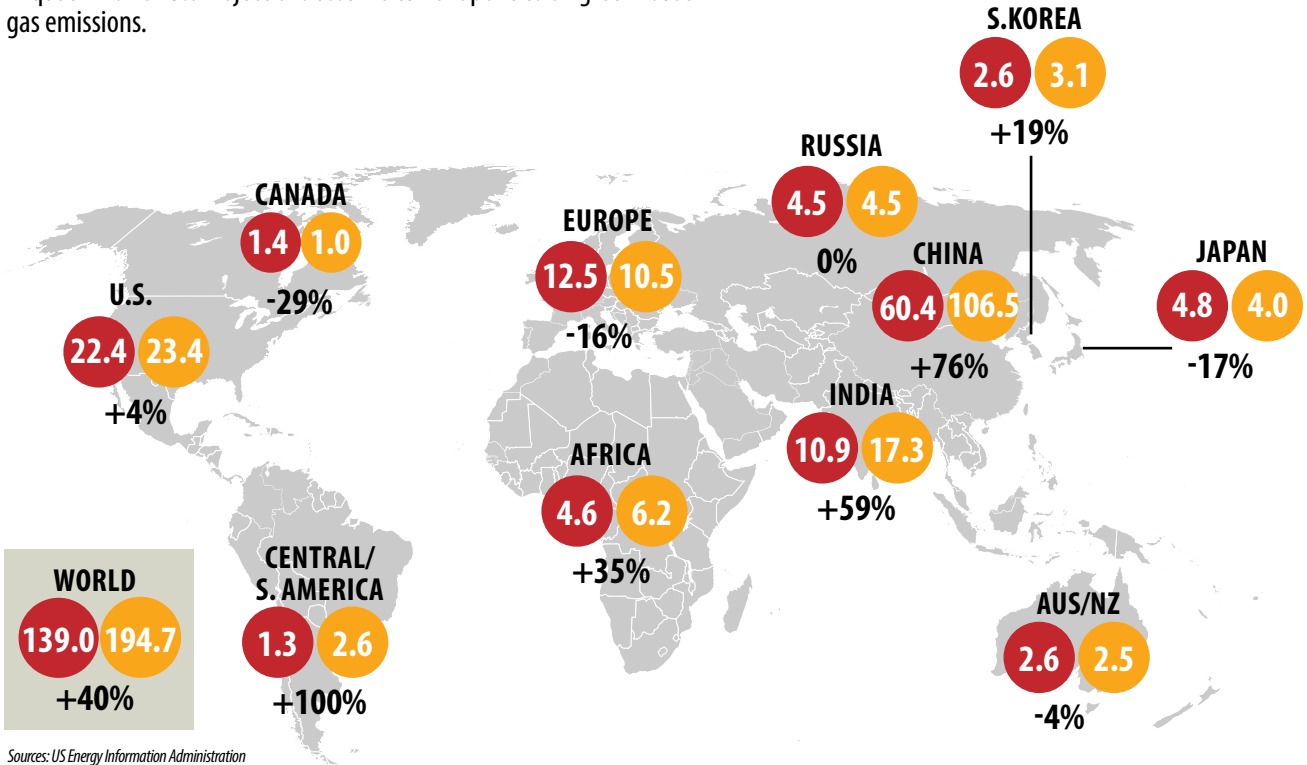 gas emissions.
S.KOREA
2.6 3.1
+19%
RUSSIA
4.5 4.5
0%
CANADA
1.4 1.0
-29%
EUROPE
12.5 10.5
-16%
CHINA
60.4 106.5
+76%
JAPAN
4.8 4.0
-17%
U.S.
22.4 23.4
+4%
INDIA
10.9 17.3
+59%
AFRICA
4.6 6.2
+35%
WORLD
139.0 194.7
+40%
CENTRAL/
S. AMERICA
1.3 2.6
+100%
AUS/NZ
2.6 2.5
-4%
Sources: US Energy Information Administration